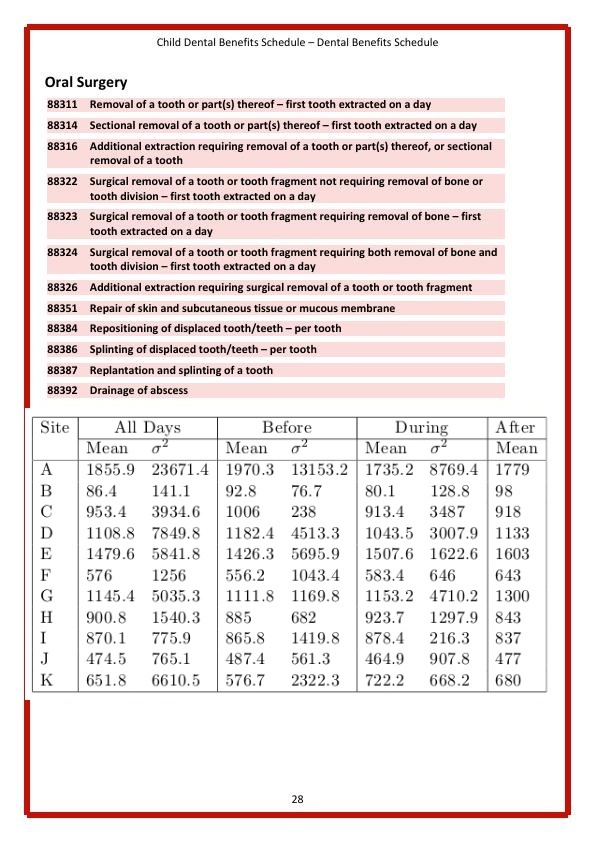 Child Dental Benefits Schedule – Dental Benefits Schedule
Oral Surgery
88311 Removal of a tooth or part(s) thereof – first tooth extracted on a day
88314 Sectional removal of a tooth or part(s) thereof – first tooth extracted on a day
88316 Additional extraction requiring removal of a tooth or part(s) thereof, or sectional
removal of a tooth
88322 Surgical removal of a tooth or tooth fragment not requiring removal of bone or
tooth division – first tooth extracted on a day
88323 Surgical removal of a tooth or tooth fragment requiring removal of bone – first
tooth extracted on a day
88324 Surgical removal of a tooth or tooth fragment requiring both removal of bone and
tooth division – first tooth extracted on a day
88326 Additional extraction requiring surgical removal of a tooth or tooth fragment
88351 Repair of skin and subcutaneous tissue or mucous membrane
88384 Repositioning of displaced tooth/teeth – per tooth
88386 Splinting of displaced tooth/teeth – per tooth
88387 Replantation and splinting of a tooth
88392 Drainage of abscess
Site All Days Before During After
Mean σ² Mean σ² Mean σ² Mean
A 1855.9 23671.4 1970.3 13153.2 1735.2 8769.4 1779
B 86.4 141.1 92.8 76.7 80.1 128.8 98
C 953.4 3934.6 1006 238 913.4 3487 918
D 1108.8 7849.8 1182.4 4513.3 1043.5 3007.9 1133
E 1479.6 5841.8 1426.3 5695.9 1507.6 1622.6 1603
F 576 1256 556.2 1043.4 583.4 646 643
G 1145.4 5035.3 1111.8 1169.8 1153.2 4710.2 1300
H 900.8 1540.3 885 682 923.7 1297.9 843
I 870.1 775.9 865.8 1419.8 878.4 216.3 837
J 474.5 765.1 487.4 561.3 464.9 907.8 477
K 651.8 6610.5 576.7 2322.3 722.2 668.2 680
28